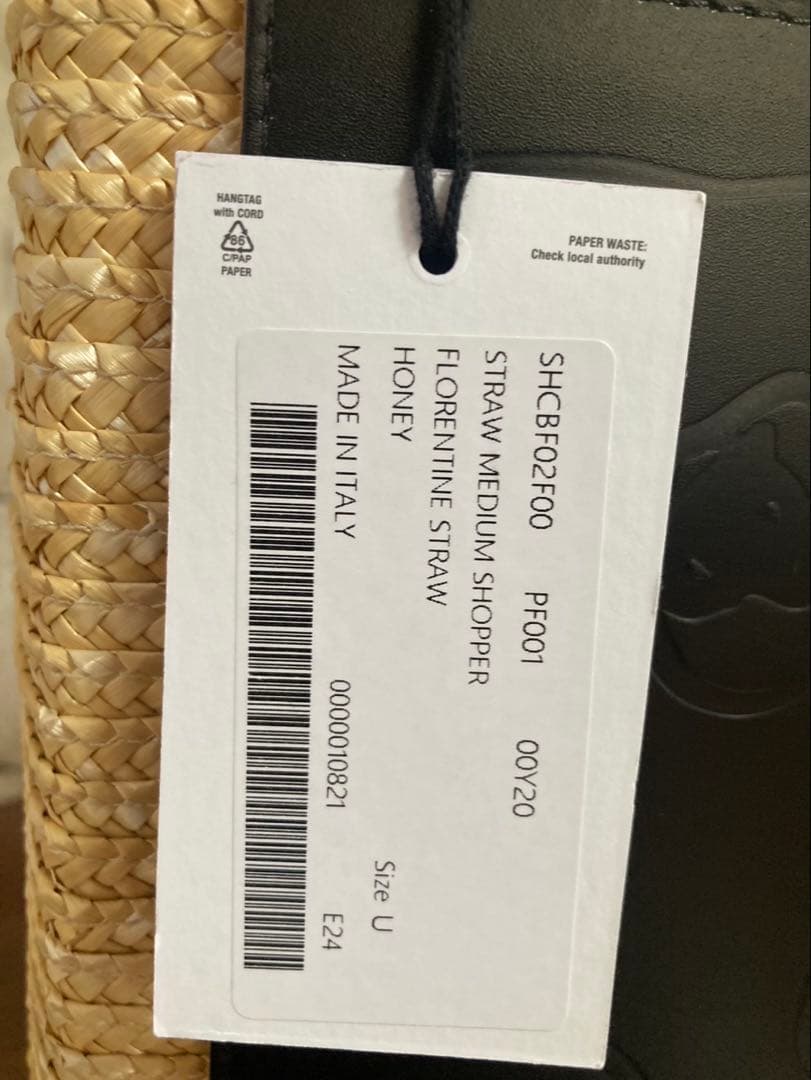 HANGTAG
with CORD
86
C/PAP
PAPER
PAPER WASTE:
Check local authority
SHCBF02F00 PF001 00Y20
STRAW MEDIUM SHOPPER
FLORENTINE STRAW
HONEY Size U
MADE IN ITALY 0000010821 E24